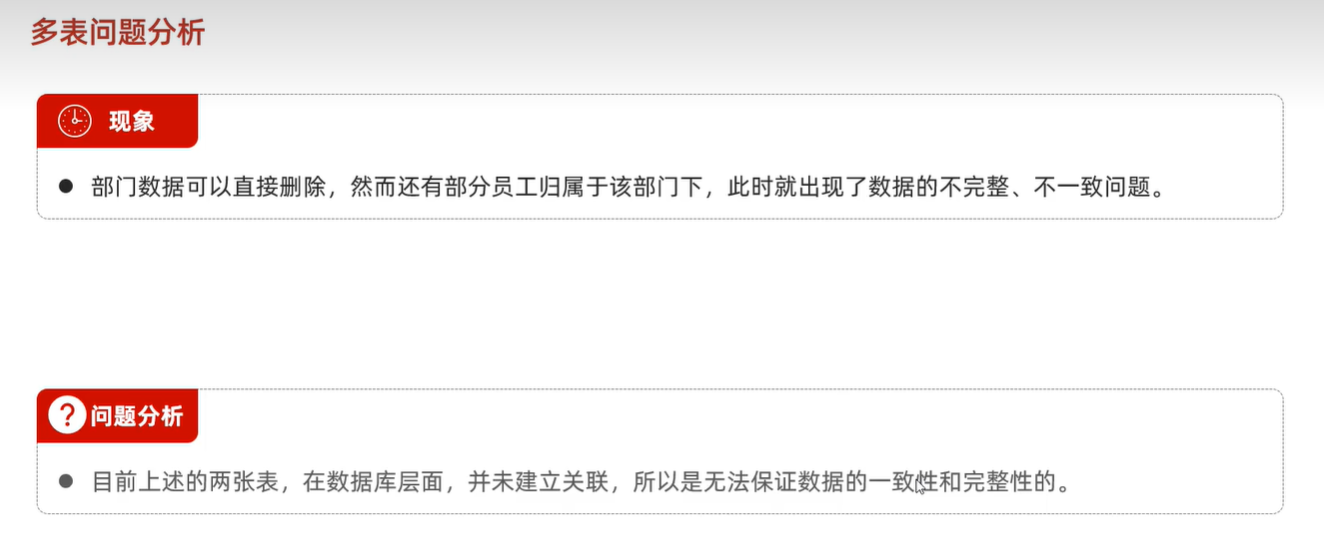 多表问题分析
现象
● 部门数据可以直接删除，然而还有部分员工归属于该部门下，此时就出现了数据的不完整、不一致问题。
? 问题分析
● 目前上述的两张表，在数据库层面，并未建立关联，所以是无法保证数据的一致性和完整性的。